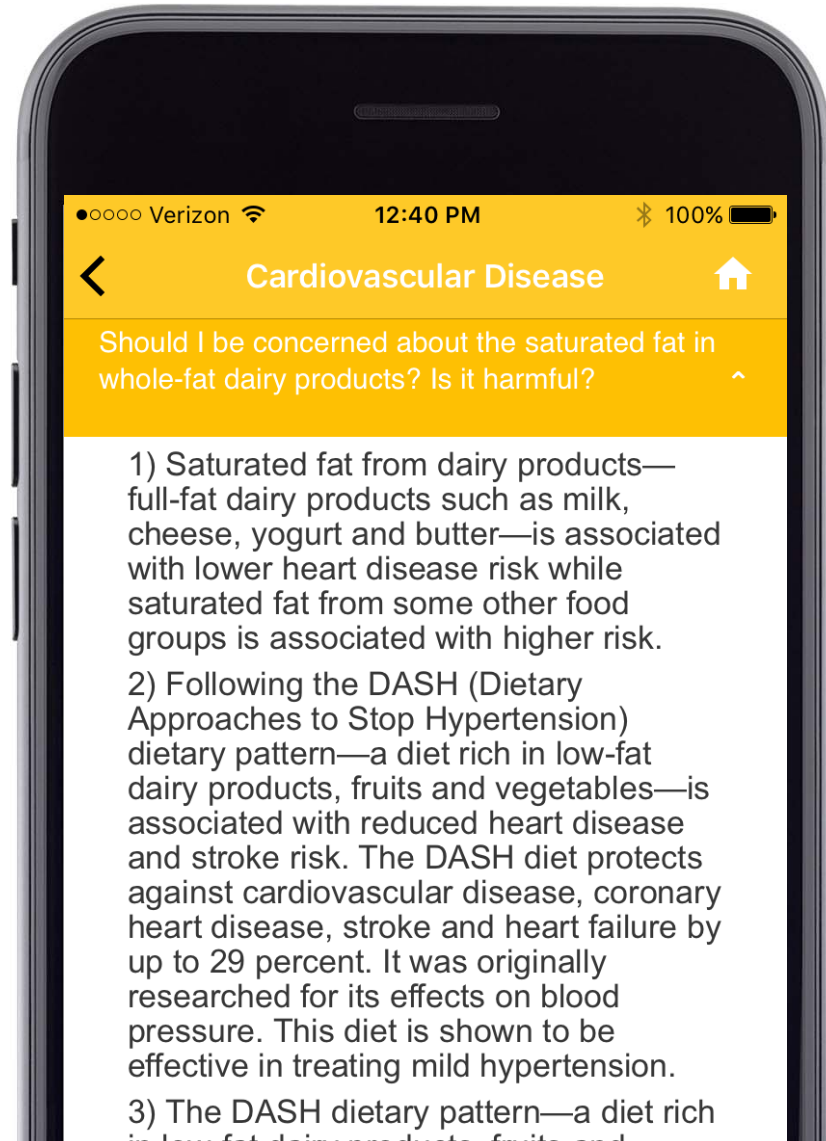 Verizon 12:40 PM 100%
Cardiovascular Disease
Should I be concerned about the saturated fat in
whole-fat dairy products? Is it harmful?
1) Saturated fat from dairy products—
full-fat dairy products such as milk,
cheese, yogurt and butter—is associated
with lower heart disease risk while
saturated fat from some other food
groups is associated with higher risk.
2) Following the DASH (Dietary
Approaches to Stop Hypertension)
dietary pattern—a diet rich in low-fat
dairy products, fruits and vegetables—is
associated with reduced heart disease
and stroke risk. The DASH diet protects
against cardiovascular disease, coronary
heart disease, stroke and heart failure by
up to 29 percent. It was originally
researched for its effects on blood
pressure. This diet is shown to be
effective in treating mild hypertension.
3) The DASH dietary pattern—a diet rich
in low-fat dairy products, fruits and